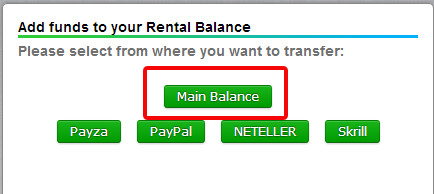 Add funds to your Rental Balance
Please select from where you want to transfer:
Main Balance
Payza PayPal NETELLER Skrill